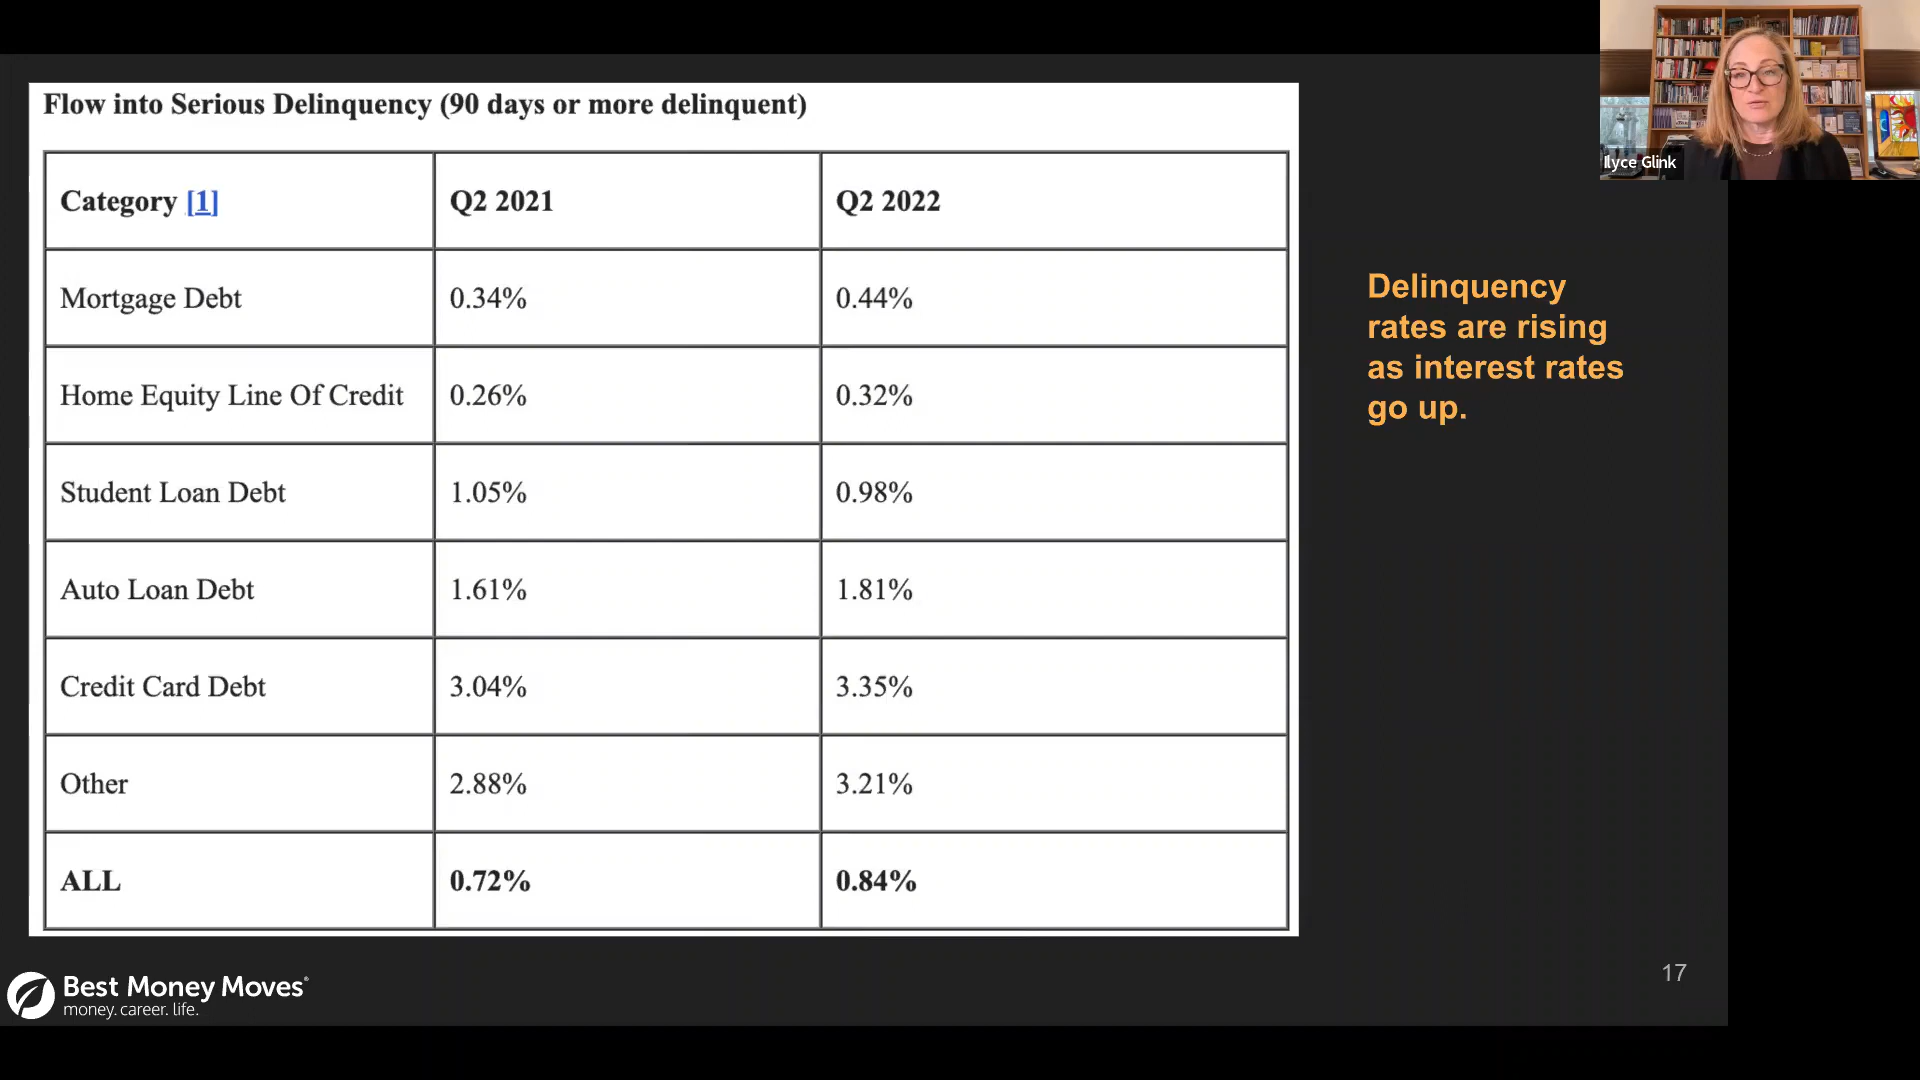 Flow into Serious Delinquency (90 days or more delinquent)
Category [1] Q2 2021 Q2 2022
Mortgage Debt 0.34% 0.44%
Home Equity Line Of Credit 0.26% 0.32%
Student Loan Debt 1.05% 0.98%
Auto Loan Debt 1.61% 1.81%
Credit Card Debt 3.04% 3.35%
Other 2.88% 3.21%
ALL 0.72% 0.84%
Delinquency
rates are rising
as interest rates
go up.
Ilyce Glink
Best Money Moves®
money. career. life.
17